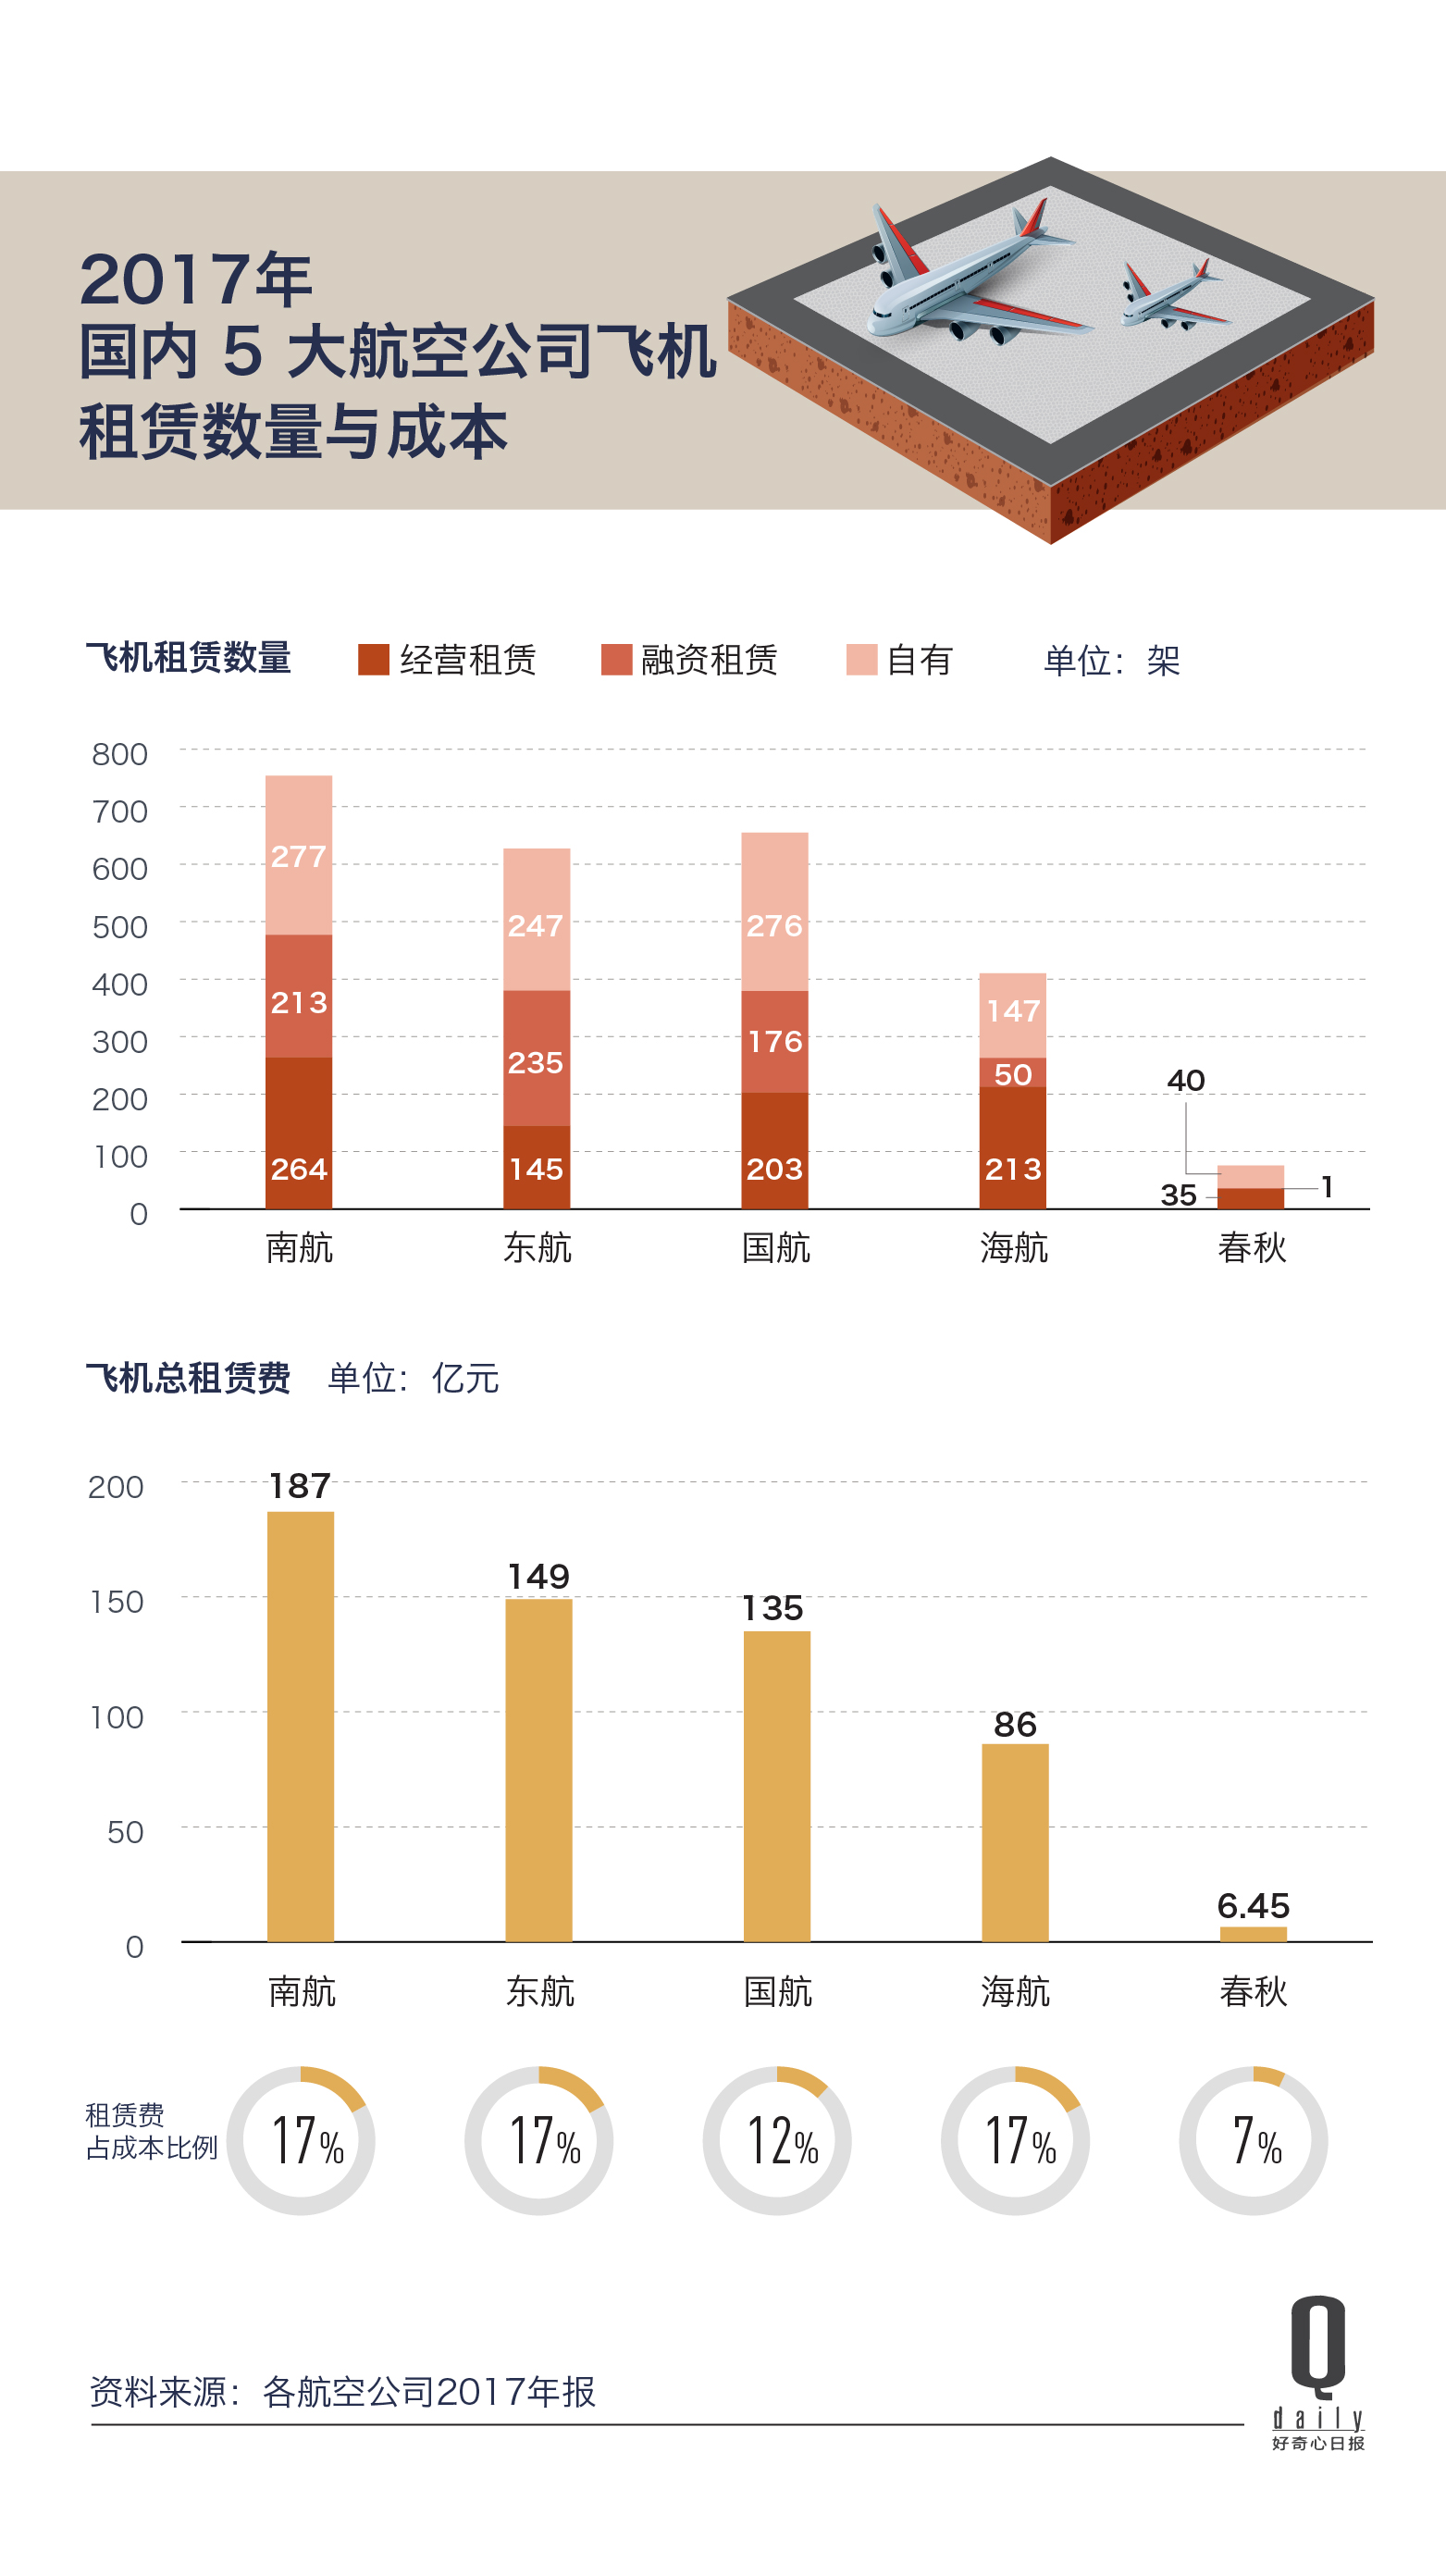 2017年
国内 5 大航空公司飞机
租赁数量与成本
飞机租赁数量 经营租赁 融资租赁 自有 单位：架
800
700
600
500
400
300
200
100
0
277
213
264
247
235
145
276
176
203
147
50
213
40
35
1
南航 东航 国航 海航 春秋
飞机总租赁费 单位：亿元
200
150
100
50
0
187
149
135
86
6.45
南航 东航 国航 海航 春秋
租赁费
占成本比例
17% 17% 12% 17% 7%
资料来源：各航空公司2017年报
Q
daily
好奇心日报